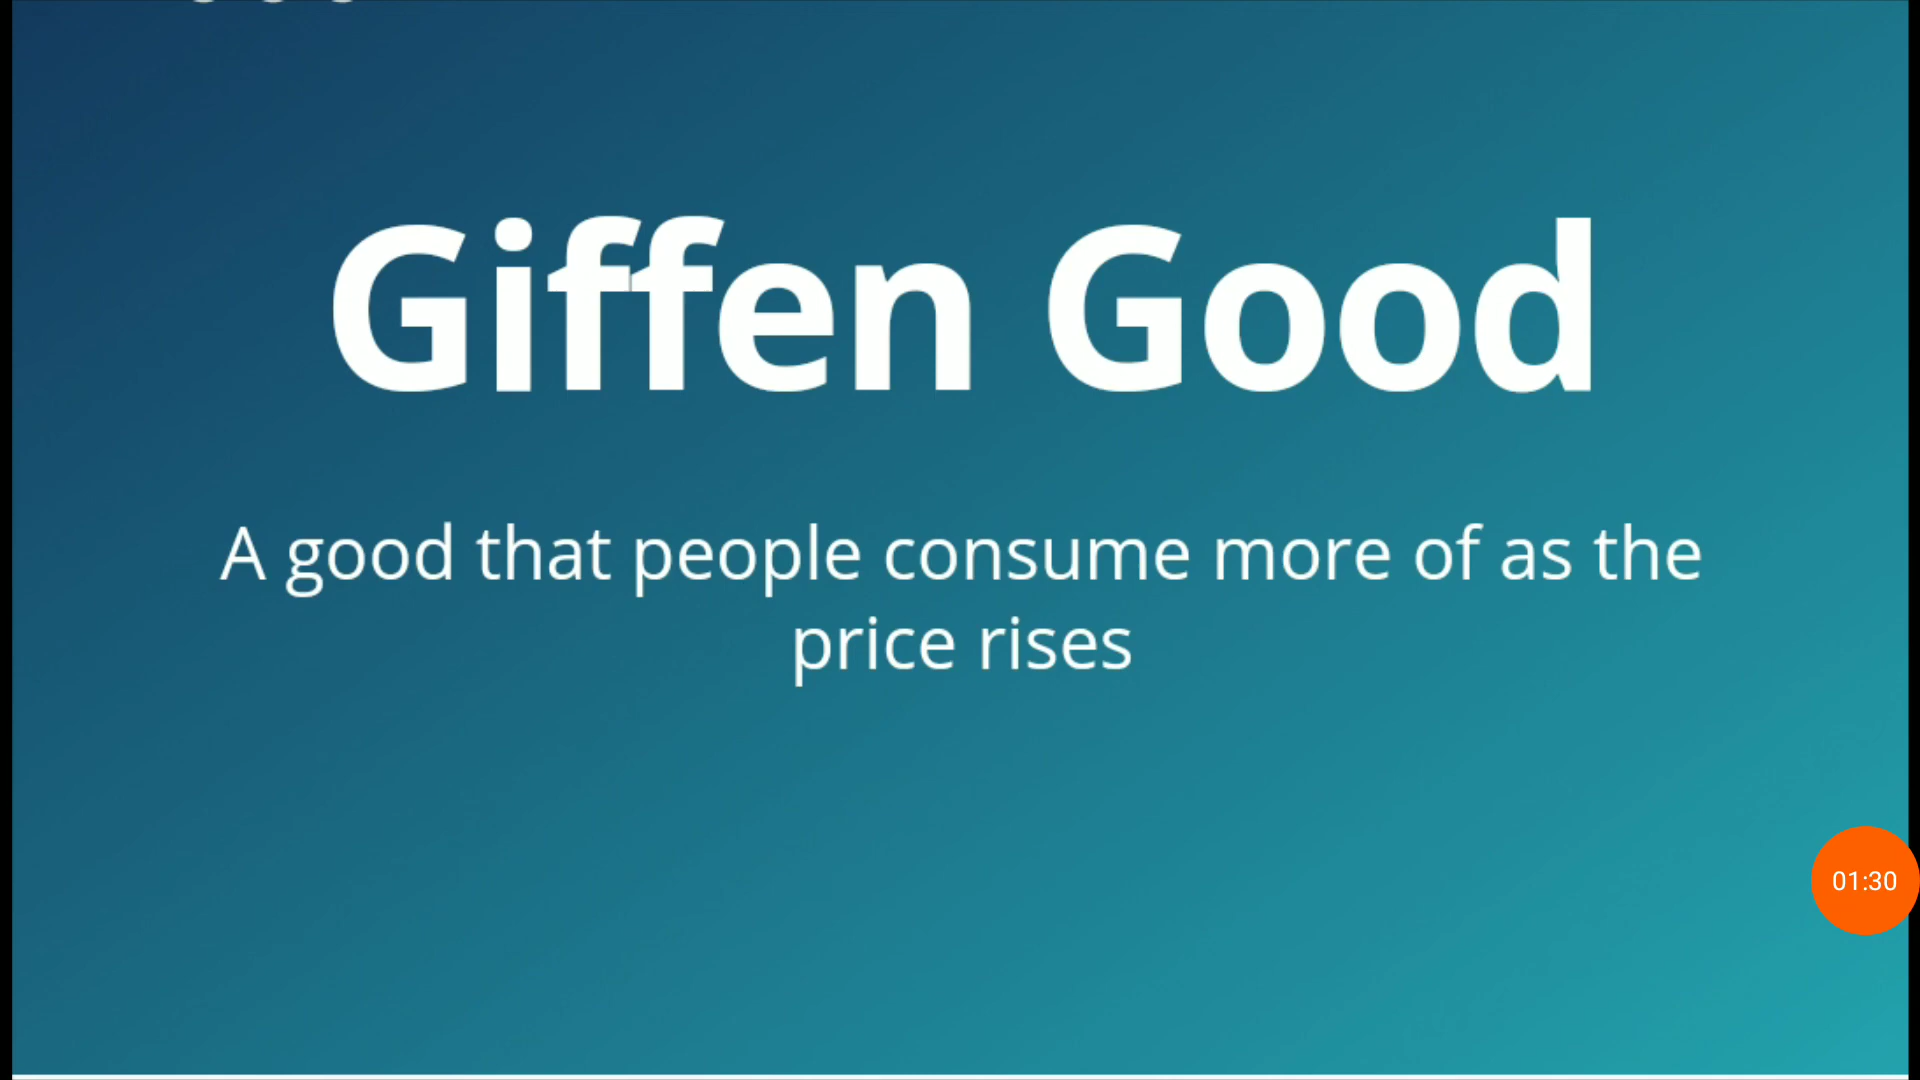 Giffen Good
A good that people consume more of as the
price rises
01:30